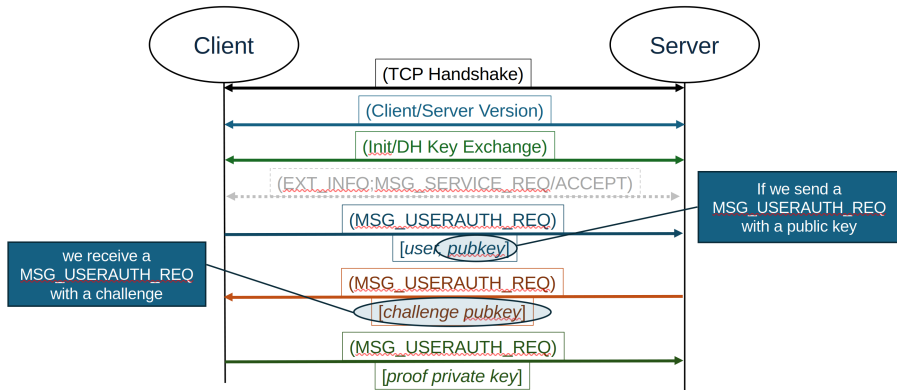 Client
Server
(TCP Handshake)
(Client/Server Version)
(Init/DH Key Exchange)
(EXT_INFO;MSG_SERVICE_REQ/ACCEPT)
(MSG_USERAUTH_REQ)
[user, pubkey]
If we send a
MSG_USERAUTH_REQ
with a public key
we receive a
MSG_USERAUTH_REQ
with a challenge
(MSG_USERAUTH_REQ)
[challenge pubkey]
(MSG_USERAUTH_REQ)
[proof private key]